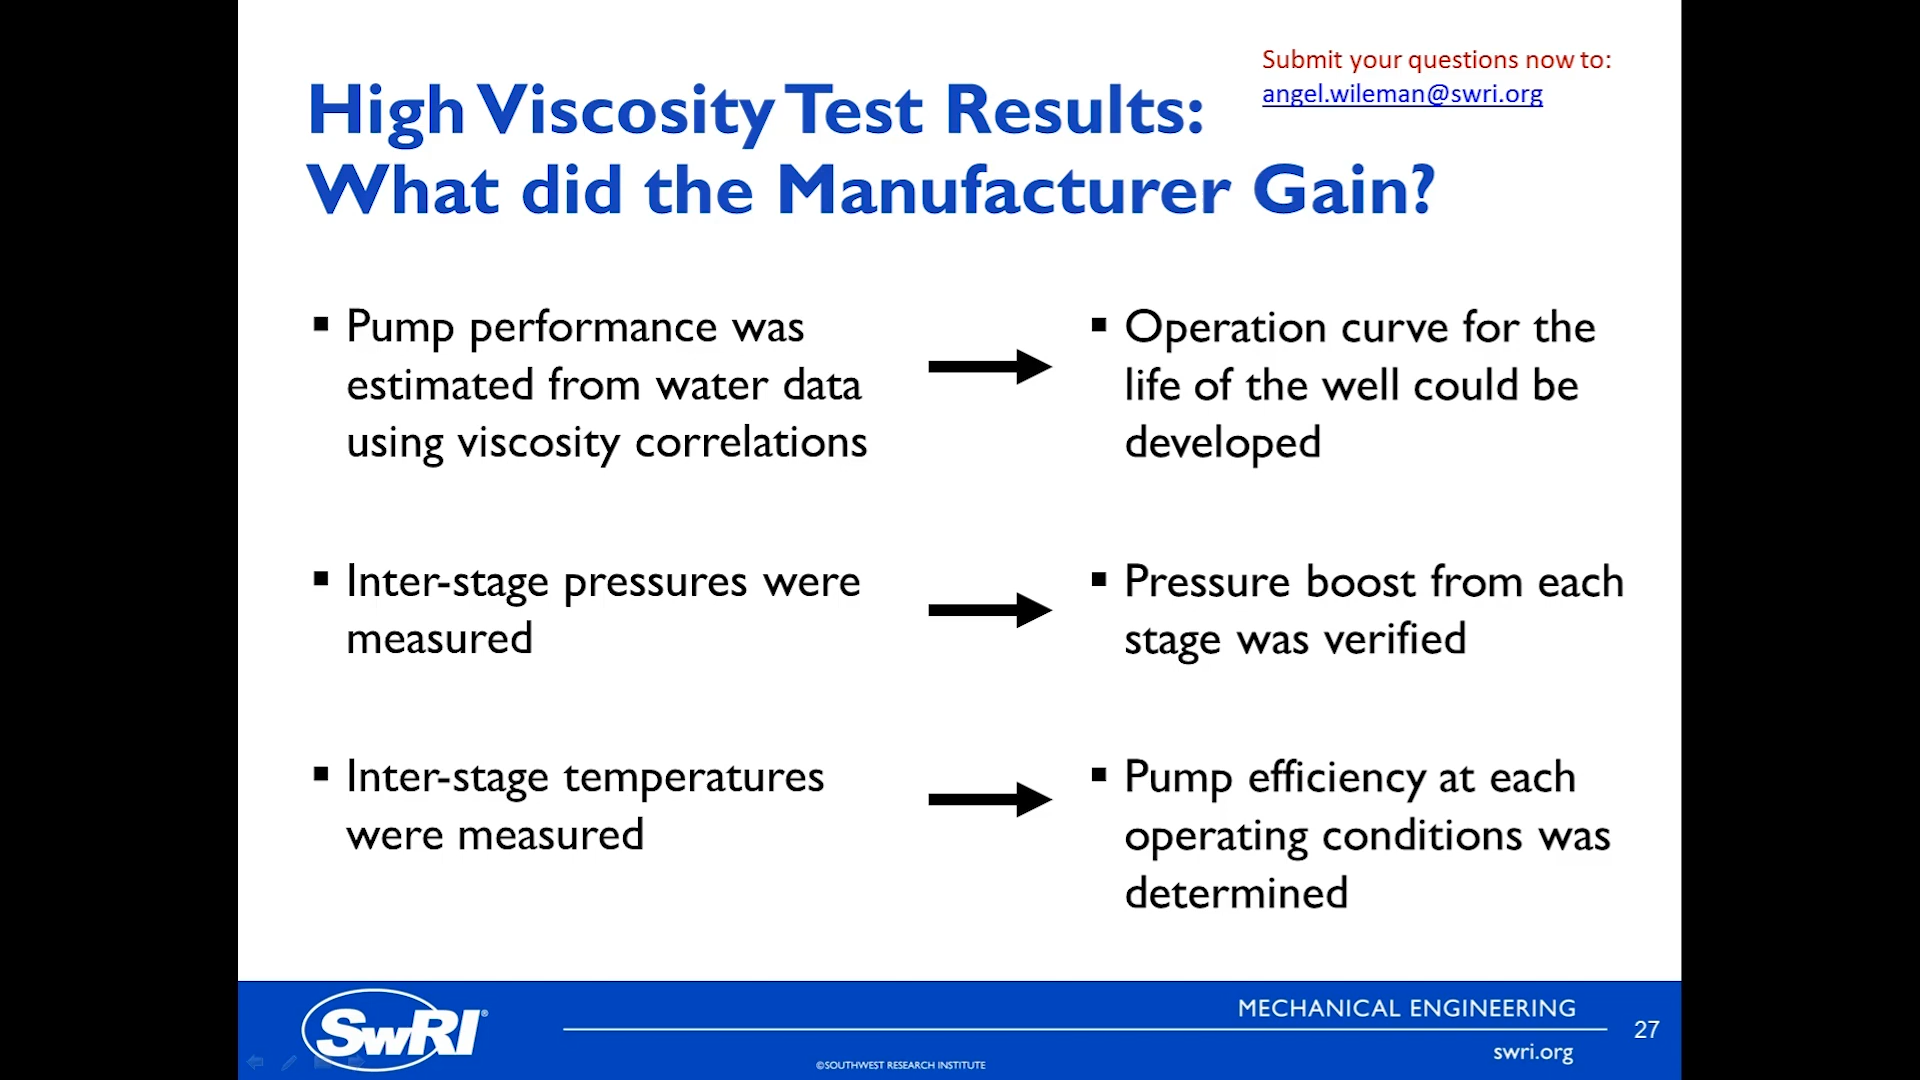 Submit your questions now to:
angel.wileman@swri.org
High Viscosity Test Results:
What did the Manufacturer Gain?
▪ Pump performance was
estimated from water data
using viscosity correlations
▪ Operation curve for the
life of the well could be
developed
▪ Inter-stage pressures were
measured
▪ Pressure boost from each
stage was verified
▪ Inter-stage temperatures
were measured
▪ Pump efficiency at each
operating conditions was
determined
SwRI®
MECHANICAL ENGINEERING
27
swri.org
©SOUTHWEST RESEARCH INSTITUTE